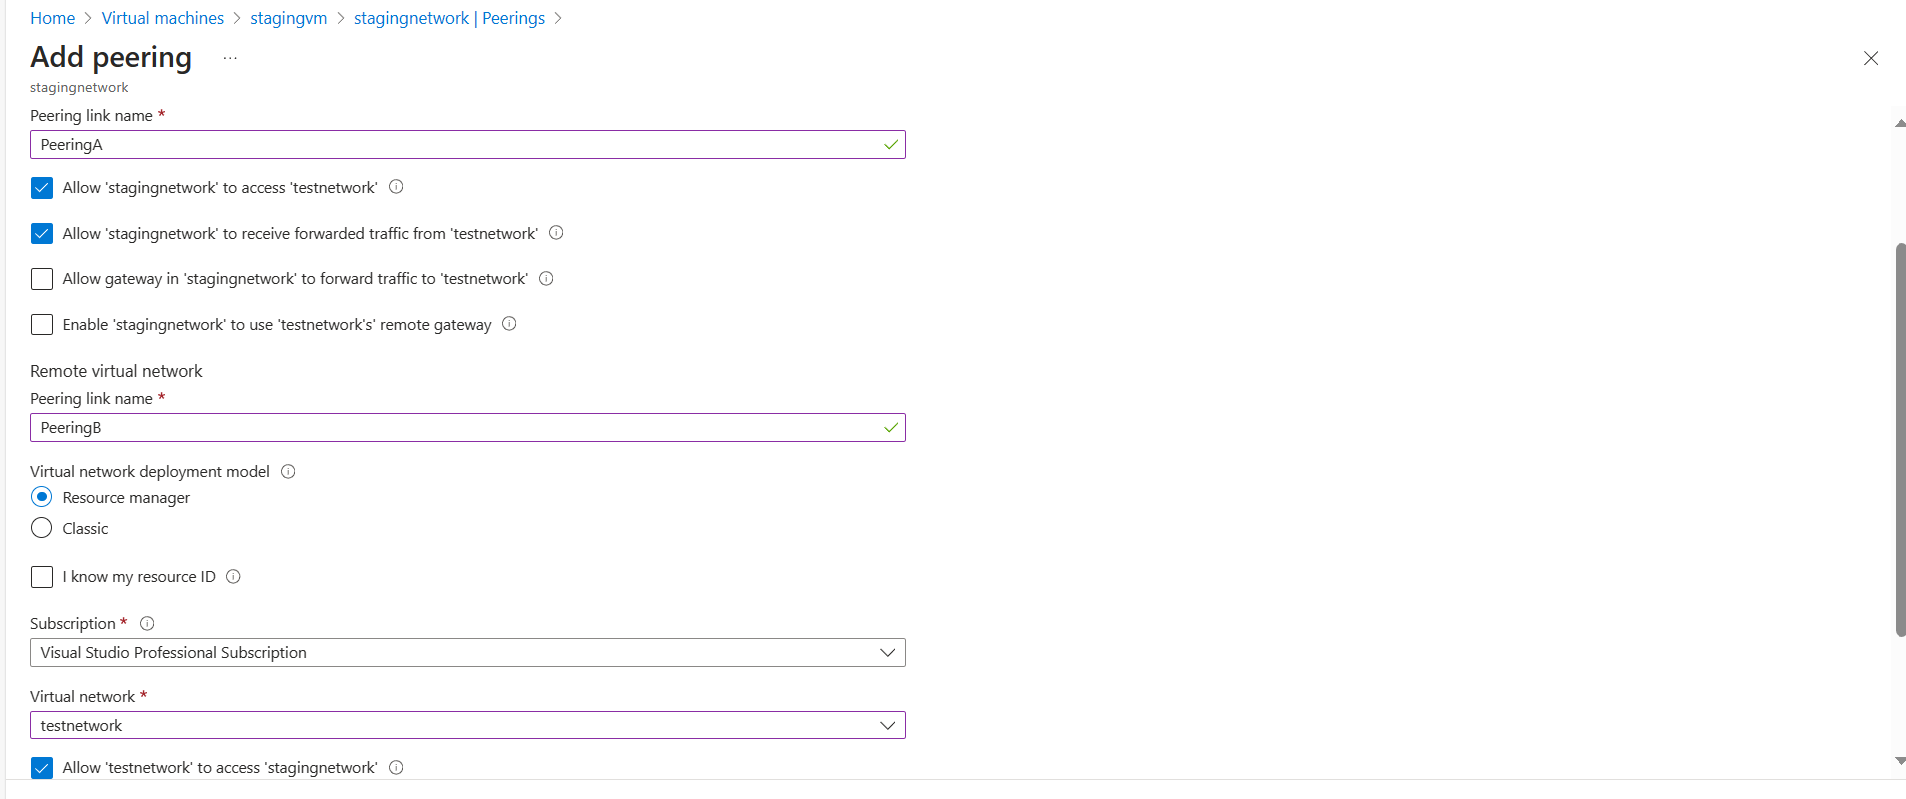 Home > Virtual machines > stagingvm > stagingnetwork | Peerings >
Add peering ...
stagingnetwork
Peering link name *
PeeringA
Allow 'stagingnetwork' to access 'testnetwork'
Allow 'stagingnetwork' to receive forwarded traffic from 'testnetwork'
Allow gateway in 'stagingnetwork' to forward traffic to 'testnetwork'
Enable 'stagingnetwork' to use 'testnetwork's' remote gateway
Remote virtual network
Peering link name *
PeeringB
Virtual network deployment model
Resource manager
Classic
I know my resource ID
Subscription *
Visual Studio Professional Subscription
Virtual network *
testnetwork
Allow 'testnetwork' to access 'stagingnetwork'